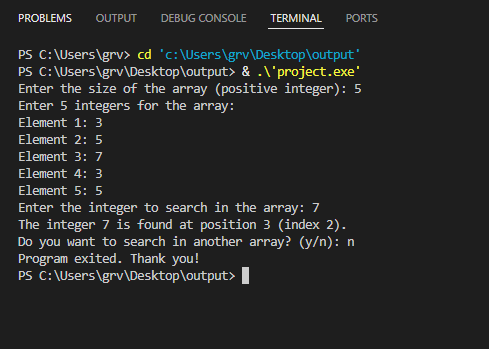 PROBLEMS OUTPUT DEBUG CONSOLE TERMINAL PORTS
PS C:\Users\grv> cd 'c:\Users\grv\Desktop\output'
PS C:\Users\grv\Desktop\output> & .\'project.exe'
Enter the size of the array (positive integer): 5
Enter 5 integers for the array:
Element 1: 3
Element 2: 5
Element 3: 7
Element 4: 3
Element 5: 5
Enter the integer to search in the array: 7
The integer 7 is found at position 3 (index 2).
Do you want to search in another array? (y/n): n
Program exited. Thank you!
PS C:\Users\grv\Desktop\output>